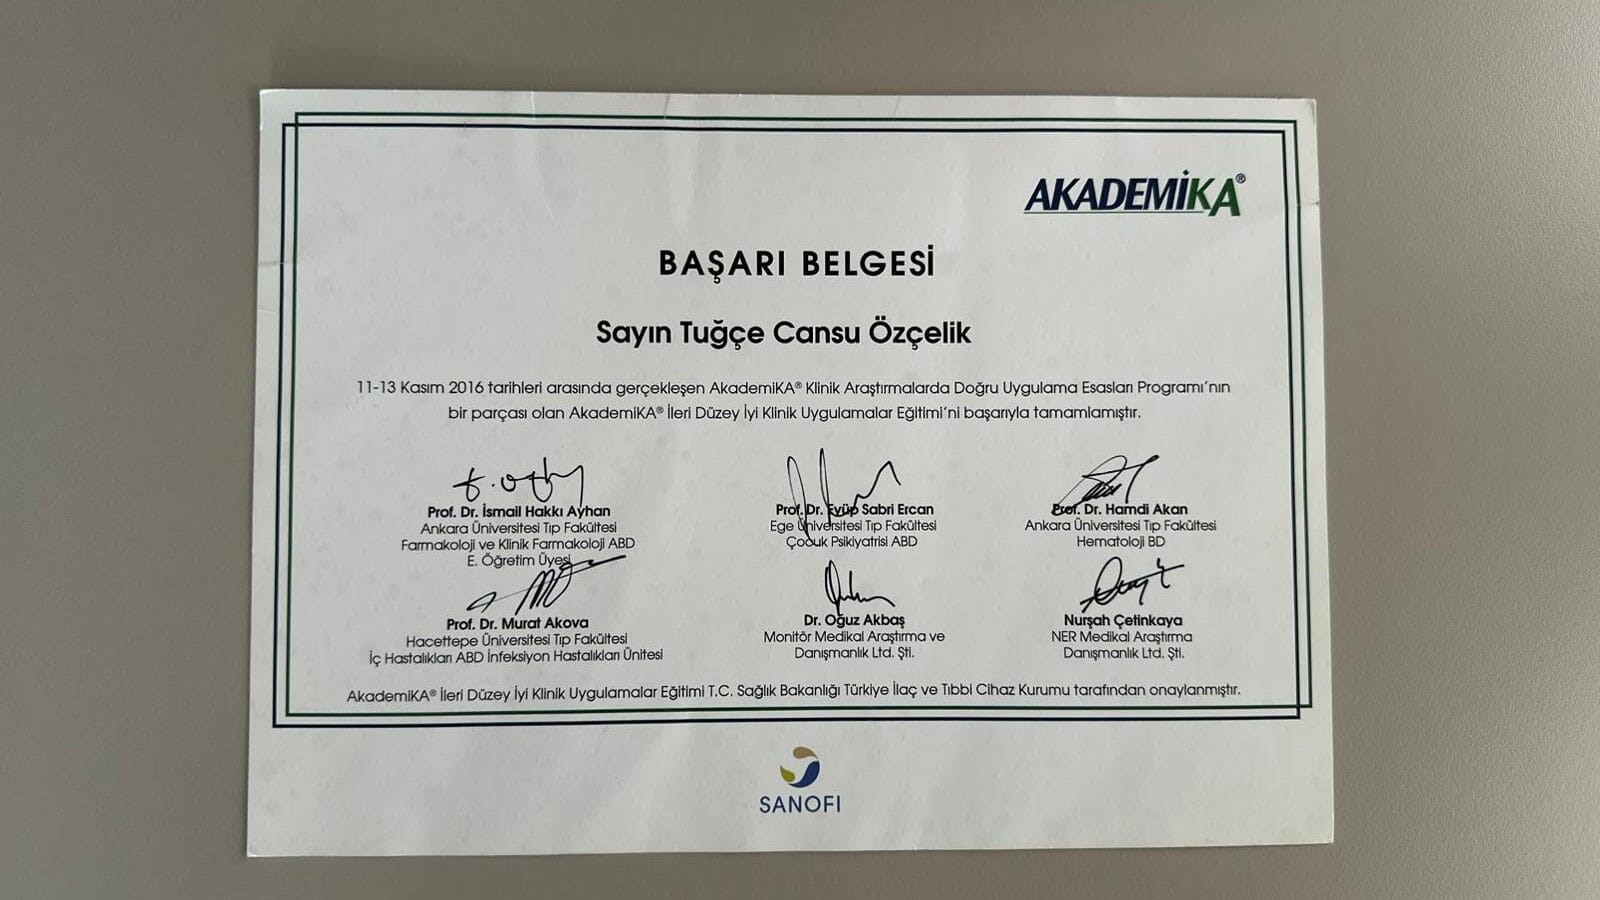 AKADEMİKA®
BAŞARI BELGESİ
Sayın Tuğçe Cansu Özçelik
11-13 Kasım 2016 tarihleri arasında gerçekleşen AkademiKA® Klinik Araştırmalarda Doğru Uygulama Esasları Programı'nın
bir parçası olan AkademiKA® İleri Düzey İyi Klinik Uygulamalar Eğitimi'ni başarıyla tamamlamıştır.
Prof. Dr. İsmail Hakkı Ayhan
Ankara Üniversitesi Tıp Fakültesi
Farmakoloji ve Klinik Farmakoloji ABD
E. Öğretim Üyesi
Prof. Dr. Eyüp Sabri Ercan
Ege Üniversitesi Tıp Fakültesi
Çocuk Psikiyatrisi ABD
Prof. Dr. Hamdi Akan
Ankara Üniversitesi Tıp Fakültesi
Hematoloji BD
Prof. Dr. Murat Akova
Hacettepe Üniversitesi Tıp Fakültesi
İç Hastalıkları ABD İnfeksiyon Hastalıkları Ünitesi
Dr. Oğuz Akbaş
Monitör Medikal Araştırma ve
Danışmanlık Ltd. Şti.
Nurşah Çetinkaya
NER Medikal Araştırma
Danışmanlık Ltd. Şti.
AkademiKA® İleri Düzey İyi Klinik Uygulamalar Eğitimi T.C. Sağlık Bakanlığı Türkiye İlaç ve Tıbbi Cihaz Kurumu tarafından onaylanmıştır.
SANOFI